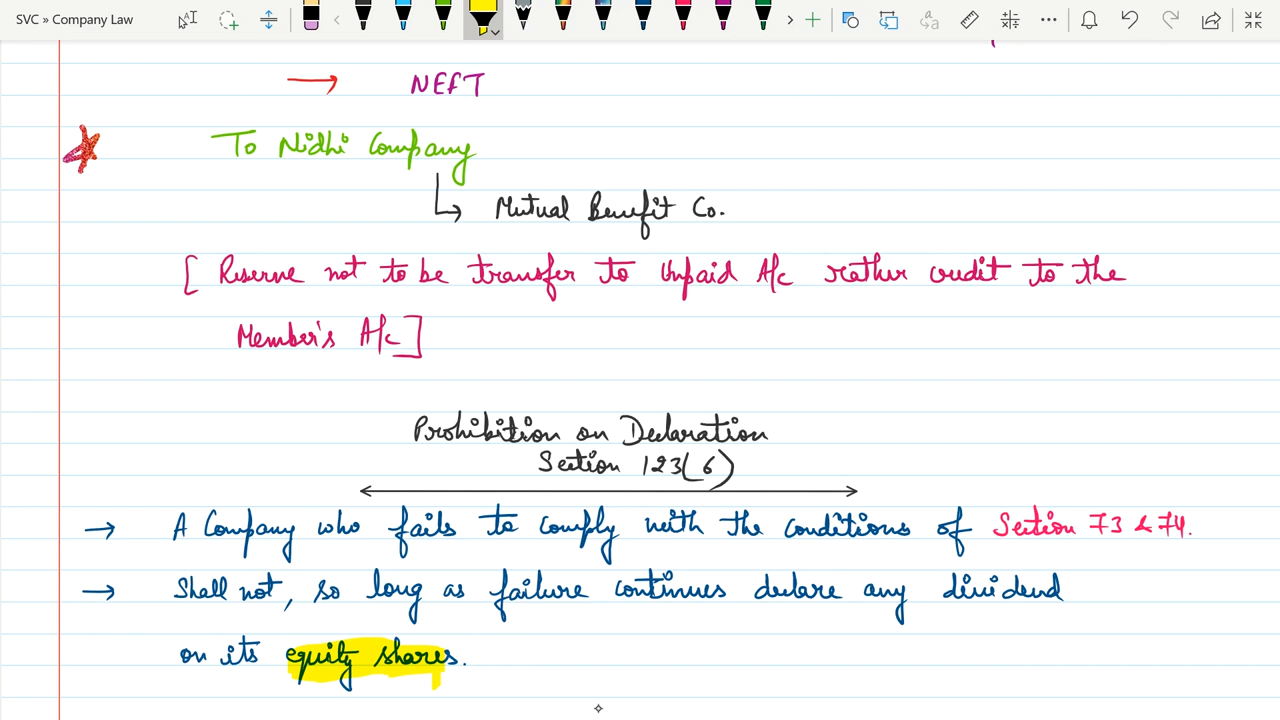 SVC » Company Law
NEFT
To Nidhi Company
Mutual Benefit Co.
[ Reserve not to be transfer to Unpaid A/c rather credit to the
Member's A/c ]
Prohibition on Declaration
Section 123(6)
A Company who fails to comply with the conditions of Section 73 & 74.
Shall not, so long as failure continues declare any dividend
on its equity shares.